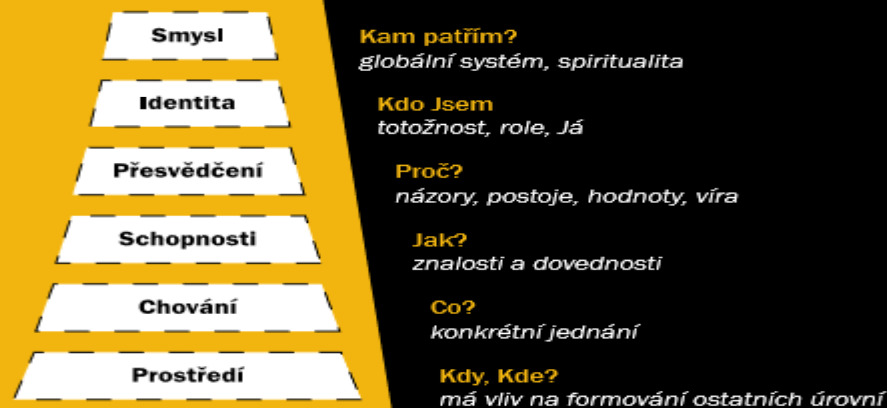 Smysl
Kam patřím?
globální systém, spiritualita
Identita
Kdo Jsem
totožnost, role, Já
Přesvědčení
Proč?
názory, postoje, hodnoty, víra
Schopnosti
Jak?
znalosti a dovednosti
Chování
Co?
konkrétní jednání
Prostředí
Kdy, Kde?
má vliv na formování ostatních úrovní